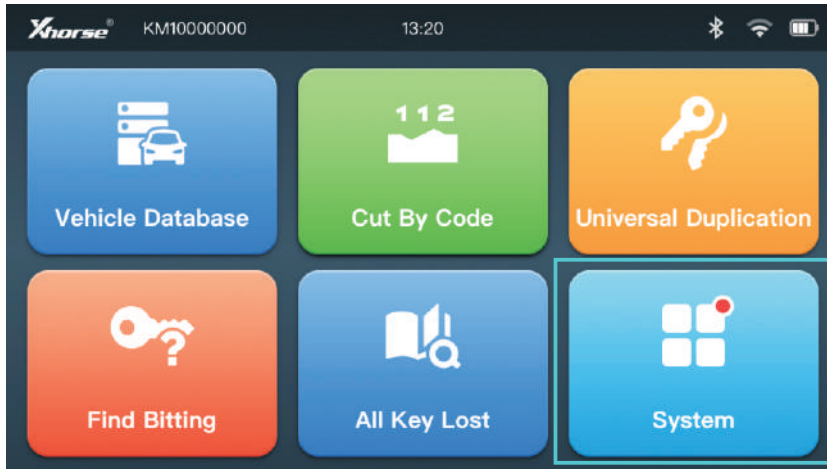 Xhorse® KM10000000 13:20
112
Vehicle Database Cut By Code Universal Duplication
?
Find Bitting All Key Lost System